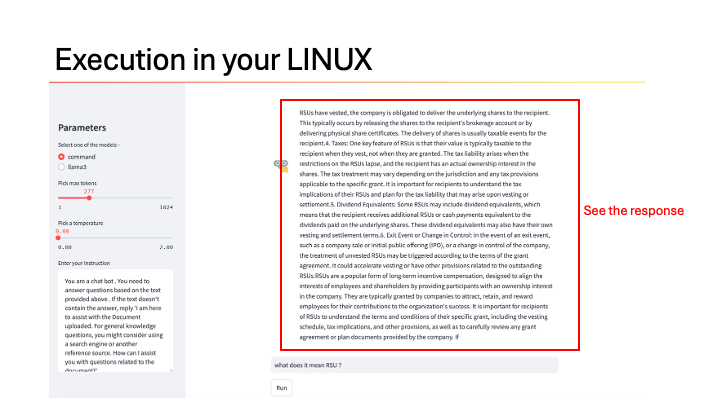 Execution in your LINUX
Parameters
Select one of the models -
command
llama3
Pick max tokens
277
1 1024
Pick a temperature
0.00
0.00 2.00
Enter your Instruction
You are a chat bot . You need to
answer questions based on the text
provided above . If the text doesn't
contain the answer, reply 'I am here
to assist with the Document
uploaded. For general knowledge
questions, you might consider using
a search engine or another
reference source. How can I assist
you with questions related to the
document?'
RSUs have vested, the company is obligated to deliver the underlying shares to the recipient.
This typically occurs by releasing the shares to the recipient's brokerage account or by
delivering physical share certificates. The delivery of shares is usually taxable events for the
recipient.4. Taxes: One key feature of RSUs is that their value is typically taxable to the
recipient when they vest, not when they are granted. The tax liability arises when the
restrictions on the RSUs lapse, and the recipient has an actual ownership interest in the
shares. The tax treatment may vary depending on the jurisdiction and any tax provisions
applicable to the specific grant. It is important for recipients to understand the tax
implications of their RSUs and plan for the tax liability that may arise upon vesting or
settlement.5. Dividend Equivalents: Some RSUs may include dividend equivalents, which
means that the recipient receives additional RSUs or cash payments equivalent to the
dividends paid on the underlying shares. These dividend equivalents may also have their own
vesting and settlement terms.6. Exit Event or Change in Control: In the event of an exit event,
such as a company sale or initial public offering (IPO), or a change in control of the company,
the treatment of unvested RSUs may be triggered according to the terms of the grant
agreement. It could accelerate vesting or have other provisions related to the outstanding
RSUs.RSUs are a popular form of long-term incentive compensation, designed to align the
interests of employees and shareholders by providing participants with an ownership interest
in the company. They are typically granted by companies to attract, retain, and reward
employees for their contributions to the organization's success. It is important for recipients
of RSUs to understand the terms and conditions of their specific grant, including the vesting
schedule, tax implications, and other provisions, as well as to carefully review any grant
agreement or plan documents provided by the company. If
See the response
what does it mean RSU ?
Run